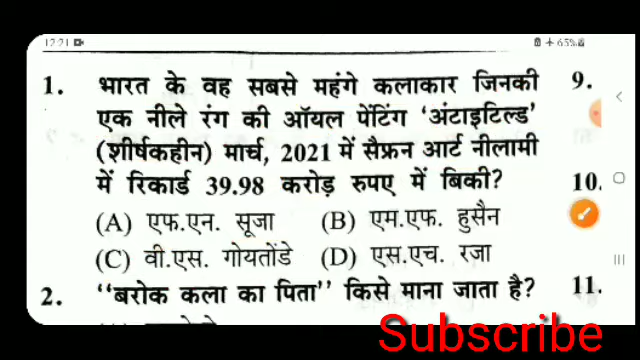 12:21
65%
1. भारत के वह सबसे महंगे कलाकार जिनकी
एक नीले रंग की ऑयल पेंटिंग ‘अंटाइटिल्ड’
(शीर्षकहीन) मार्च, 2021 में सैफ्रन आर्ट नीलामी
में रिकार्ड 39.98 करोड़ रुपए में बिकी?
(A) एफ.एन. सूजा (B) एम.एफ. हुसैन
(C) वी.एस. गोयतोंडे (D) एस.एच. रजा
2. ‘‘बरोक कला का पिता’’ किसे माना जाता है?
9.
10.
11.
Subscribe